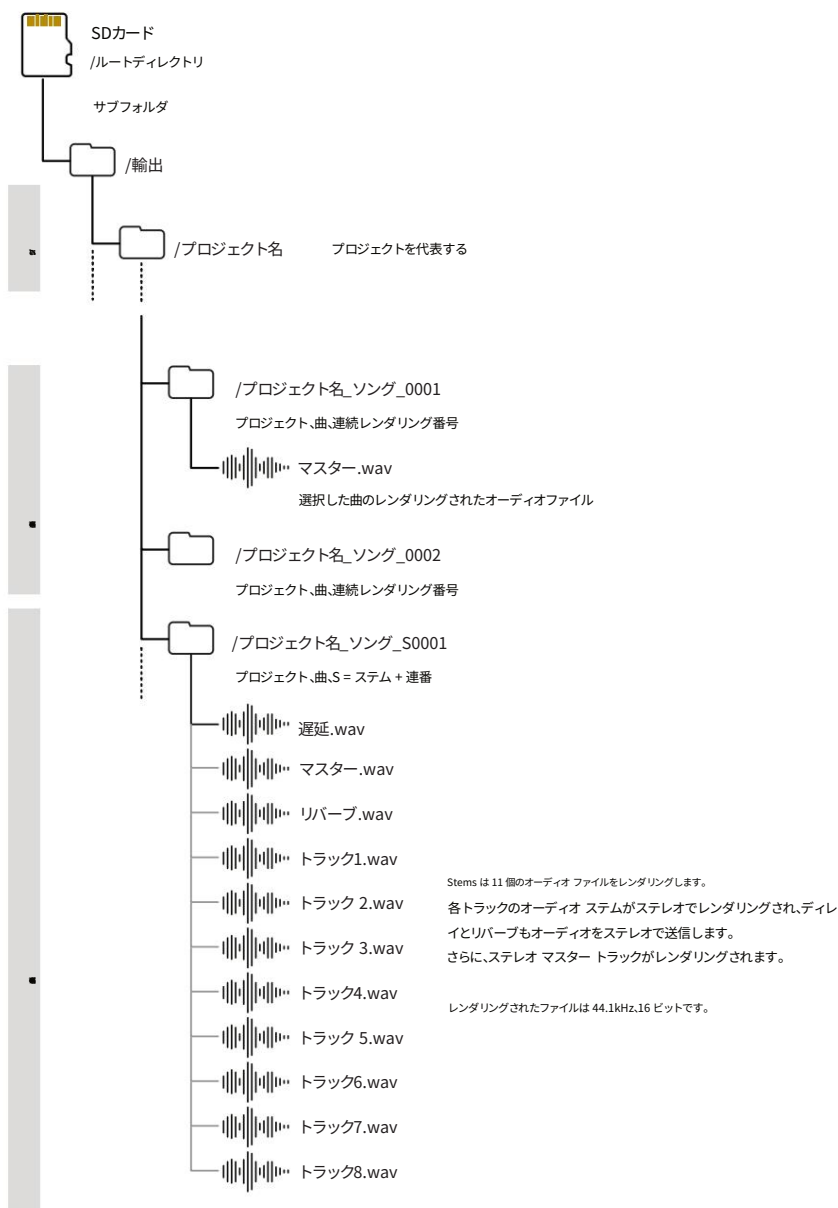 SDカード
/ルートディレクトリ
サブフォルダ
/輸出
/プロジェクト名
プロジェクトを代表する
/プロジェクト名_ソング_0001
プロジェクト、曲、連続レンダリング番号
マスター.wav
選択した曲のレンダリングされたオーディオファイル
/プロジェクト名_ソング_0002
プロジェクト、曲、連続レンダリング番号
/プロジェクト名_ソング_S0001
プロジェクト、曲、S = ステム + 連番
遅延.wav
マスター.wav
リバーブ.wav
トラック1.wav
トラック 2.wav
トラック 3.wav
トラック4.wav
トラック 5.wav
トラック6.wav
トラック7.wav
トラック8.wav
Stems は 11 個のオーディオ ファイルをレンダリングします。
各トラックのオーディオ ステムがステレオでレンダリングされ、ディレ
イとリバーブもオーディオをステレオで送信します。
さらに、ステレオ マスター トラックがレンダリングされます。
レンダリングされたファイルは 44.1kHz、16 ビットです。